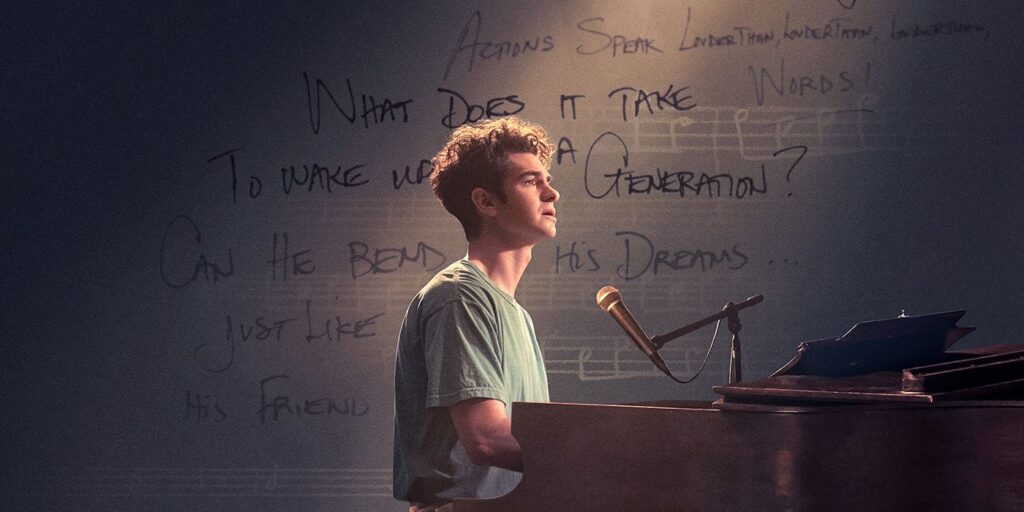 Actions Speak Louder Than, Louder Than, Louder Than,
Words!
What Does it take
To wake up a Generation?
Can He Bend His Dreams ...
Just Like
His Friend